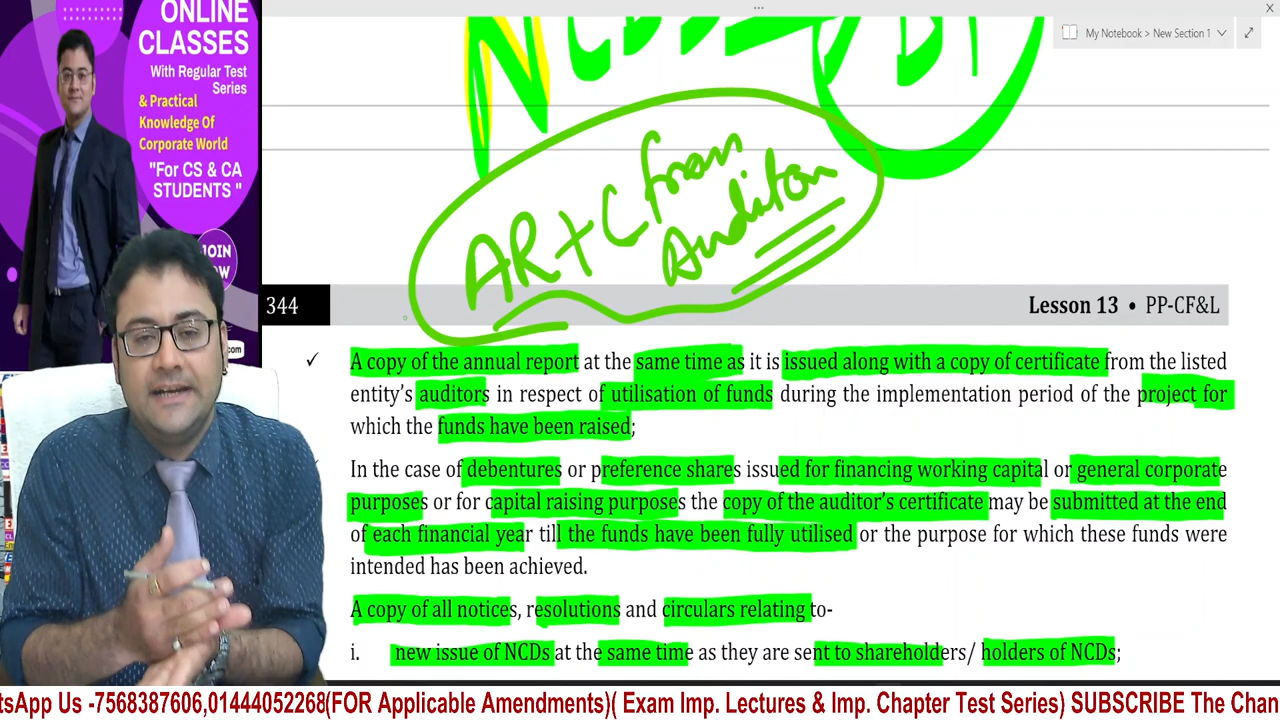 ONLINE
CLASSES
With Regular Test
Series
& Practical
Knowledge Of
Corporate World
"For CS & CA
STUDENTS "
JOIN
.com
My Notebook > New Section 1
NCDs
AR + C from
Auditor
344
Lesson 13 • PP-CF&L
✓ A copy of the annual report at the same time as it is issued along with a copy of certificate from the listed
entity's auditors in respect of utilisation of funds during the implementation period of the project for
which the funds have been raised;
In the case of debentures or preference shares issued for financing working capital or general corporate
purposes or for capital raising purposes the copy of the auditor's certificate may be submitted at the end
of each financial year till the funds have been fully utilised or the purpose for which these funds were
intended has been achieved.
A copy of all notices, resolutions and circulars relating to-
i. new issue of NCDs at the same time as they are sent to shareholders/ holders of NCDs;
tsApp Us -7568387606,01444052268(FOR Applicable Amendments)( Exam Imp. Lectures & Imp. Chapter Test Series) SUBSCRIBE The Chan